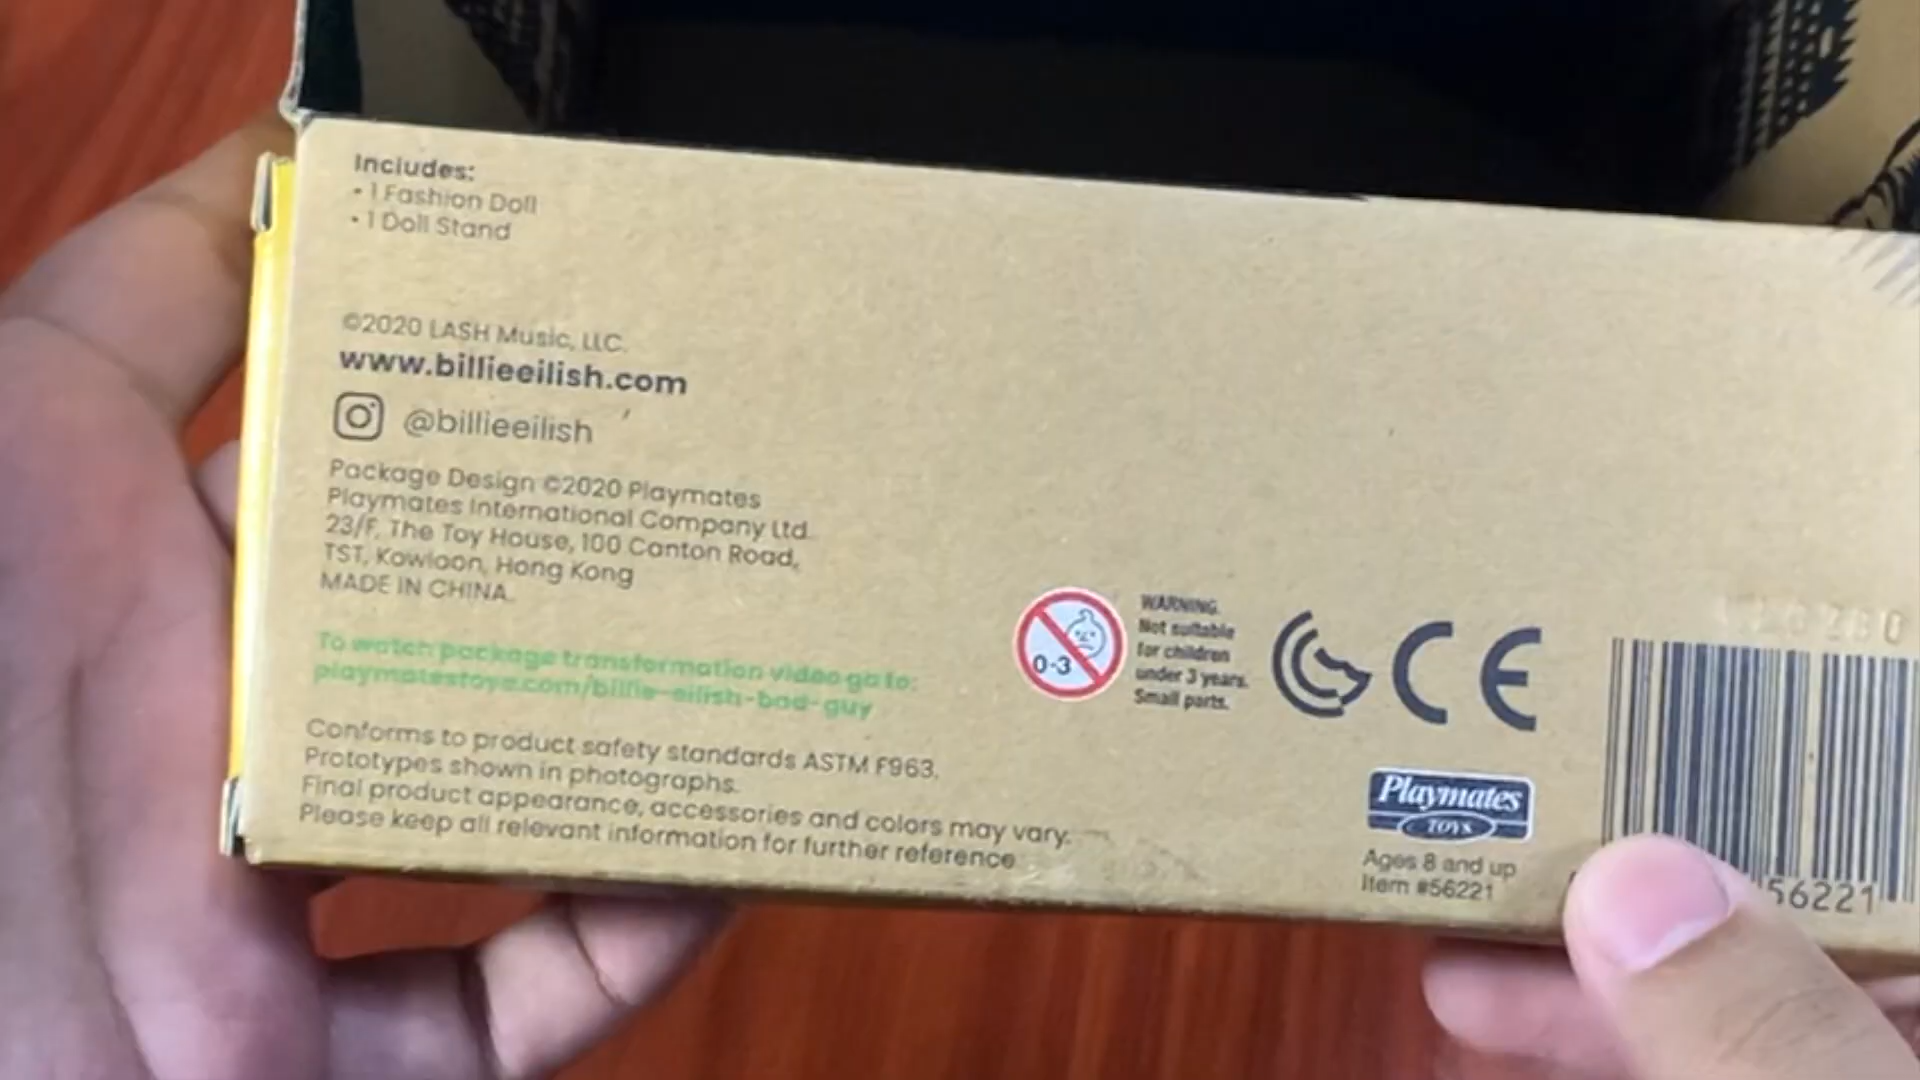 Includes:
• 1 Fashion Doll
• 1 Doll Stand
©2020 LASH Music, LLC.
www.billieeilish.com
@billieeilish
Package Design ©2020 Playmates
Playmates International Company Ltd.
23/F, The Toy House, 100 Canton Road,
TST, Kowloon, Hong Kong
MADE IN CHINA.
To watch package transformation video go to:
playmatestoys.com/billie-eilish-bad-guy
Conforms to product safety standards ASTM F963.
Prototypes shown in photographs.
Final product appearance, accessories and colors may vary.
Please keep all relevant information for further reference
0-3
WARNING.
Not suitable
for children
under 3 years.
Small parts.
CE
Playmates
TOYS
Ages 8 and up
Item #56221
56221